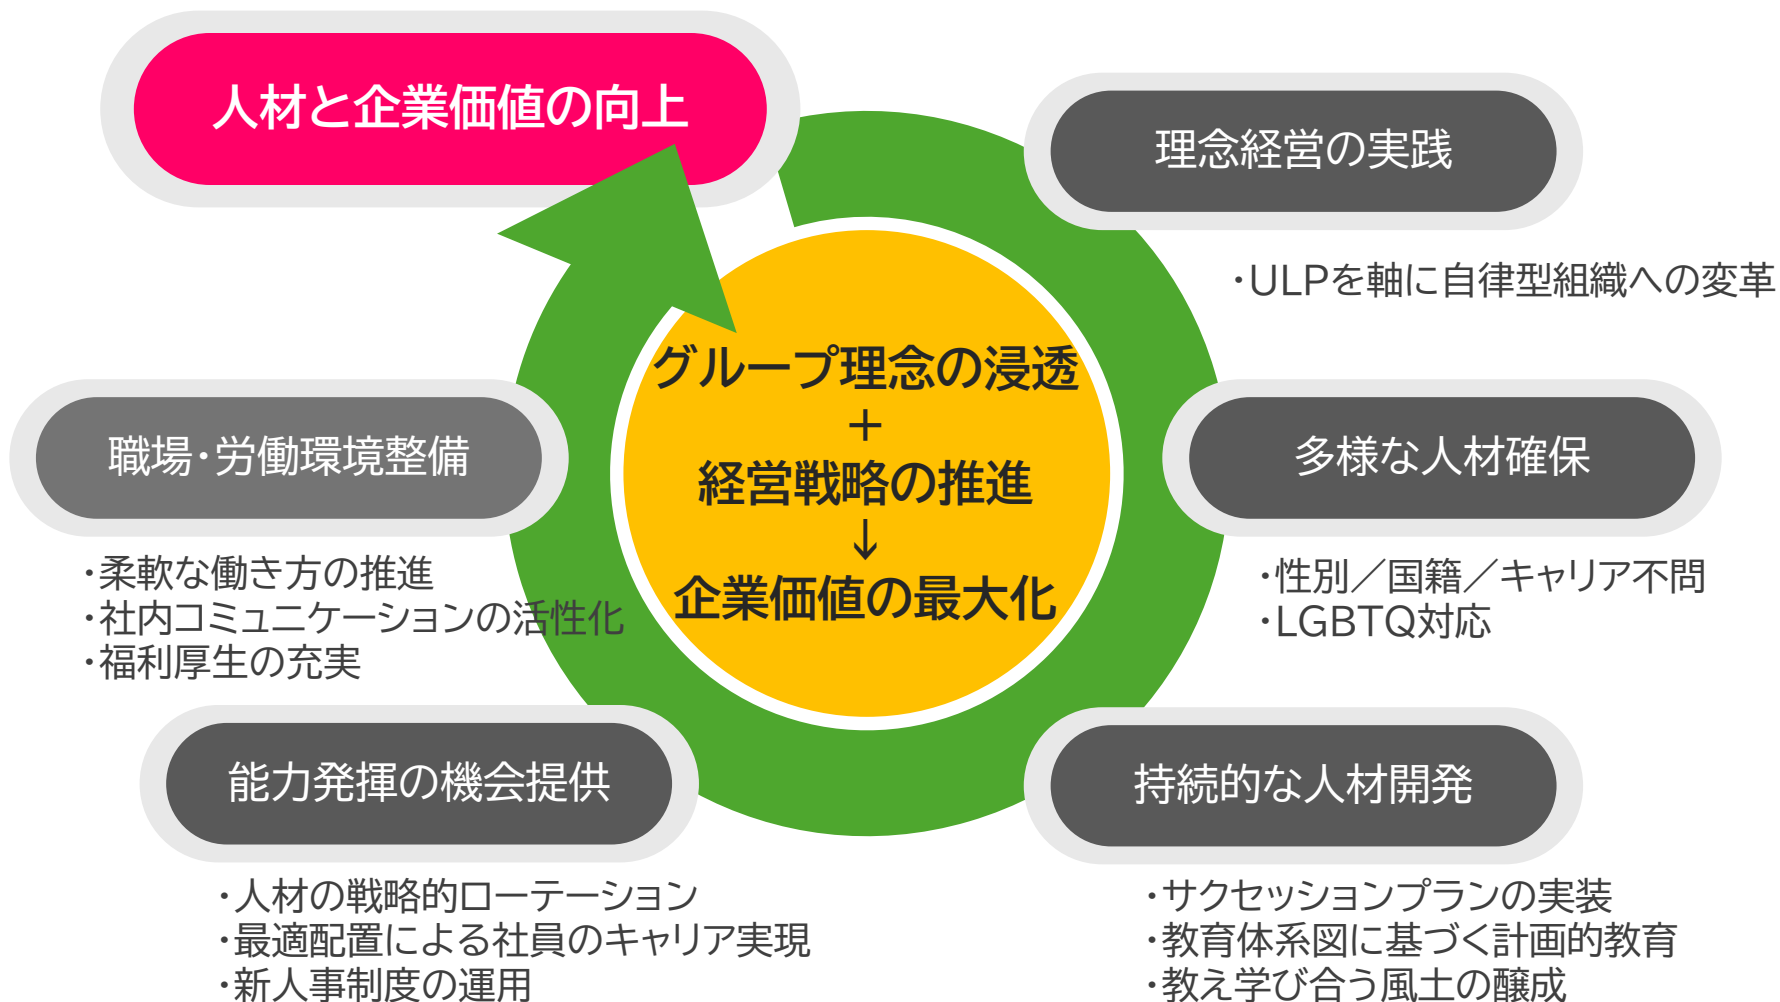 人材と企業価値の向上
理念経営の実践
・ULPを軸に自律型組織への変革
グループ理念の浸透
＋
経営戦略の推進
↓
企業価値の最大化
多様な人材確保
・性別／国籍／キャリア不問
・LGBTQ対応
持続的な人材開発
・サクセッションプランの実装
・教育体系図に基づく計画的教育
・教え学び合う風土の醸成
能力発揮の機会提供
・人材の戦略的ローテーション
・最適配置による社員のキャリア実現
・新人事制度の運用
職場・労働環境整備
・柔軟な働き方の推進
・社内コミュニケーションの活性化
・福利厚生の充実